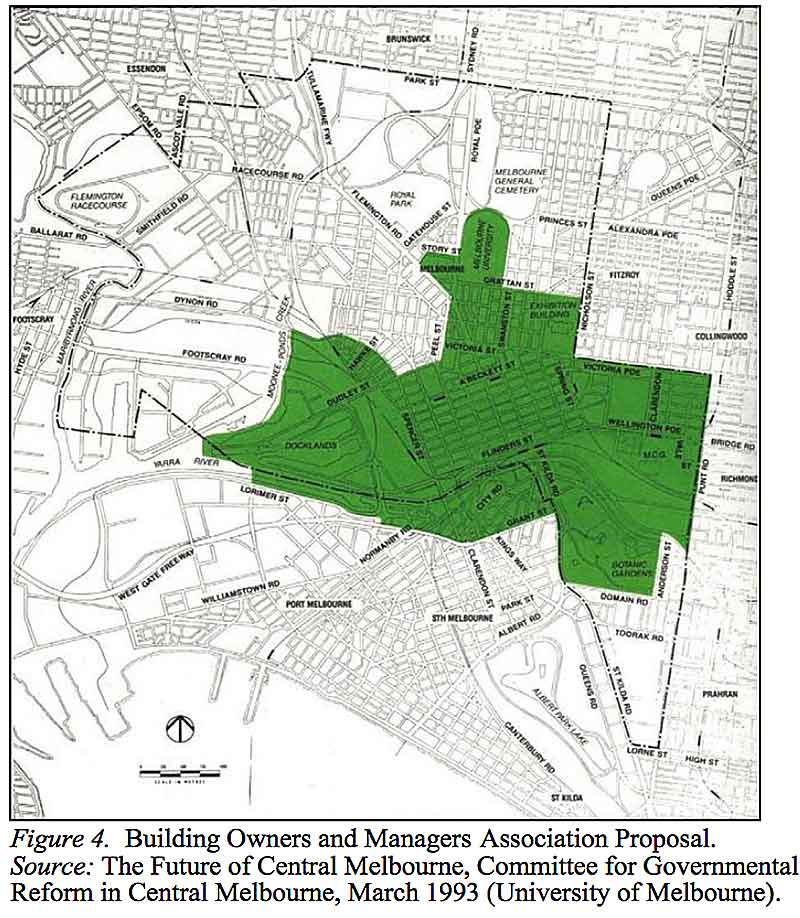 BRUNSWICK
SYDNEY RD
ESSENDON
PARK ST
TULLAMARINE FWY
EPSOM RD
ASCOT VALE RD
ROYAL PDE
MELBOURNE
GENERAL
CEMETERY
RACECOURSE RD
QUEENS PDE
FLEMINGTON
RACECOURSE
SMITHFIELD RD
ROYAL
PARK
FLEMINGTON RD
GATEHOUSE ST
PRINCES ST
ALEXANDRA PDE
BALLARAT RD
STORY ST
MELBOURNE
UNIVERSITY
MELBOURNE
GRATTAN ST
FITZROY
HODDLE ST
MARIBYRNONG RIVER
DYNON RD
MOONEE PONDS CREEK
EXHIBITION
BUILDING
NICHOLSON ST
FOOTSCRAY
HYDE ST
FOOTSCRAY RD
HAWKE ST
PEEL ST
SWANSTON ST
VICTORIA ST
COLLINGWOOD
A'BECKETT ST
SPRING ST
VICTORIA PDE
CLARENDON
DUDLEY ST
SPENCER ST
WELLINGTON PDE
DOCKLANDS
FLINDERS ST
M.C.G.
BRIDGE RD
ST KILDA RD
YARRA RIVER
PUNT RD
RICHMOND
LORIMER ST
CITY RD
GRANT ST
NORMANBY RD
KINGS WAY
BOTANIC
GARDENS
ANDERSON ST
WEST GATE FREEWAY
WILLIAMSTOWN RD
CLARENDON ST
DOMAIN RD
PORT MELBOURNE
STH MELBOURNE
PARK ST
ALBERT RD
TOORAK RD
QUEENS RD
ST KILDA RD
PRAHRAN
ALBERT PARK LAKE
CANTERBURY RD
LORNE ST
HIGH ST
SCALE IN METRES
ST KILDA
Figure 4. Building Owners and Managers Association Proposal.
Source: The Future of Central Melbourne, Committee for Governmental
Reform in Central Melbourne, March 1993 (University of Melbourne).